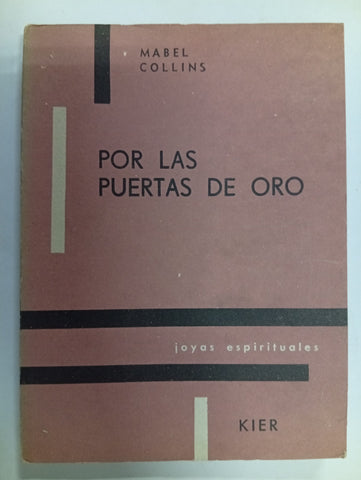 MABEL
COLLINS
POR LAS
PUERTAS DE ORO
joyas espirituales
KIER